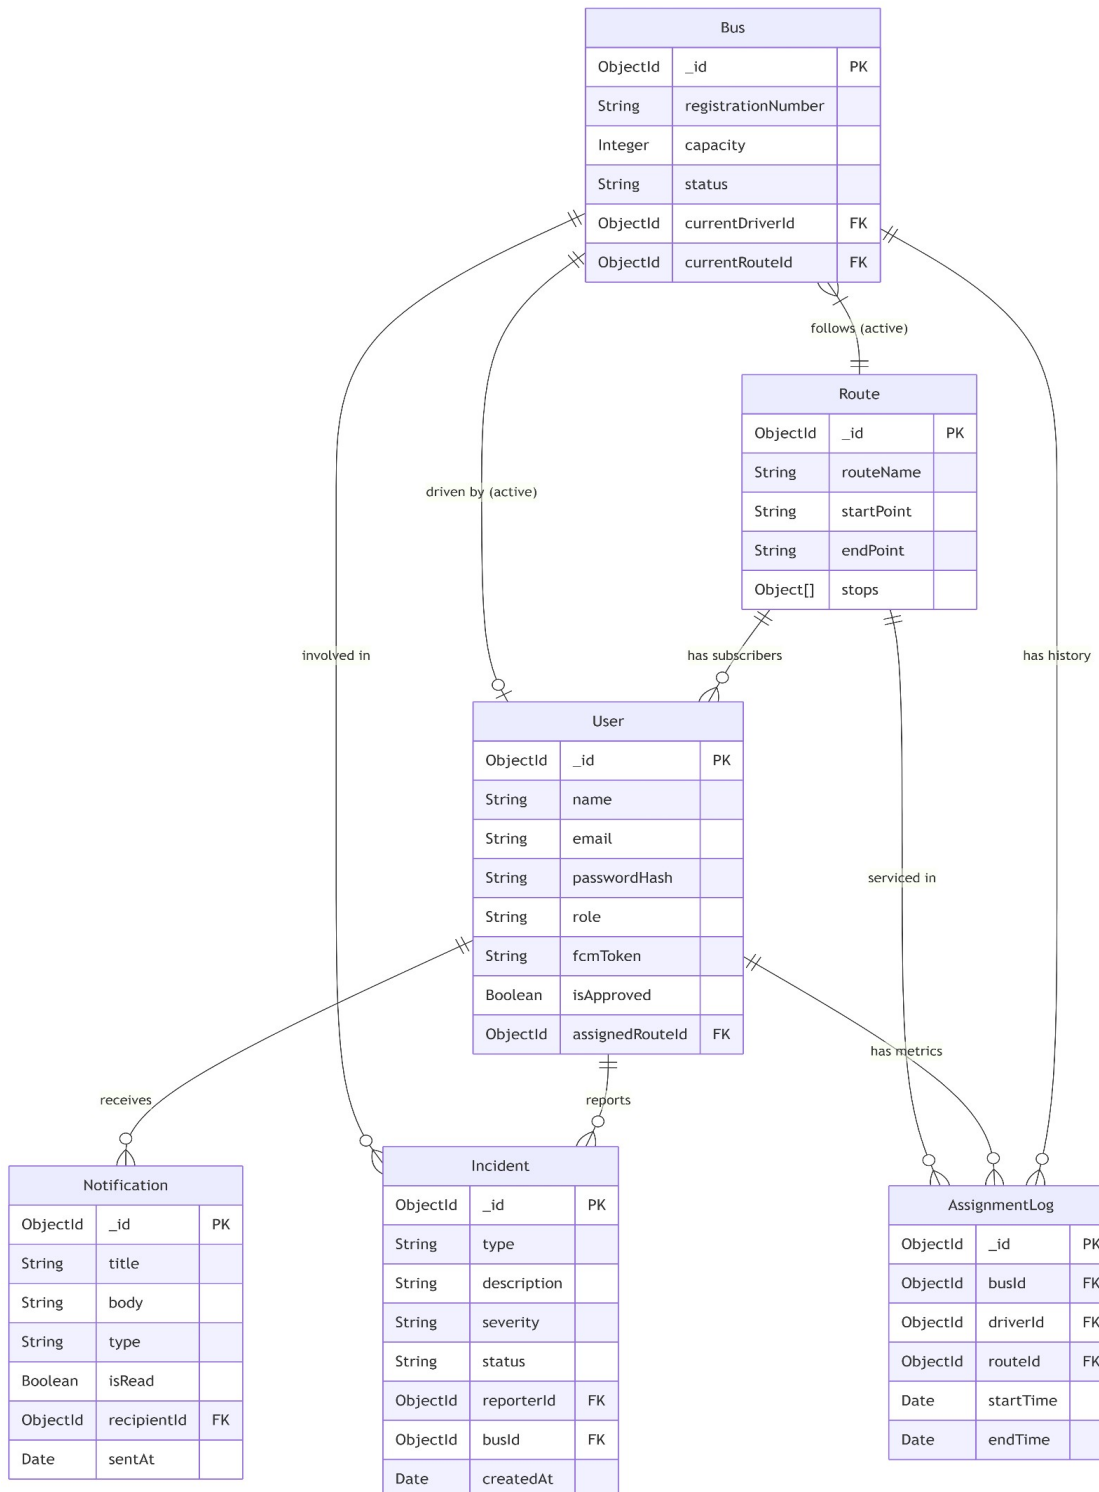 Bus
ObjectId _id PK
String registrationNumber
Integer capacity
String status
ObjectId currentDriverId FK
ObjectId currentRouteId FK
follows (active)
Route
ObjectId _id PK
String routeName
String startPoint
String endPoint
Object[] stops
driven by (active)
involved in
has subscribers
has history
User
ObjectId _id PK
String name
String email
String passwordHash
String role
String fcmToken
Boolean isApproved
ObjectId assignedRouteId FK
serviced in
has metrics
receives
reports
Notification
ObjectId _id PK
String title
String body
String type
Boolean isRead
ObjectId recipientId FK
Date sentAt
Incident
ObjectId _id PK
String type
String description
String severity
String status
ObjectId reporterId FK
ObjectId busId FK
Date createdAt
AssignmentLog
ObjectId _id PK
ObjectId busId FK
ObjectId driverId FK
ObjectId routeId FK
Date startTime
Date endTime